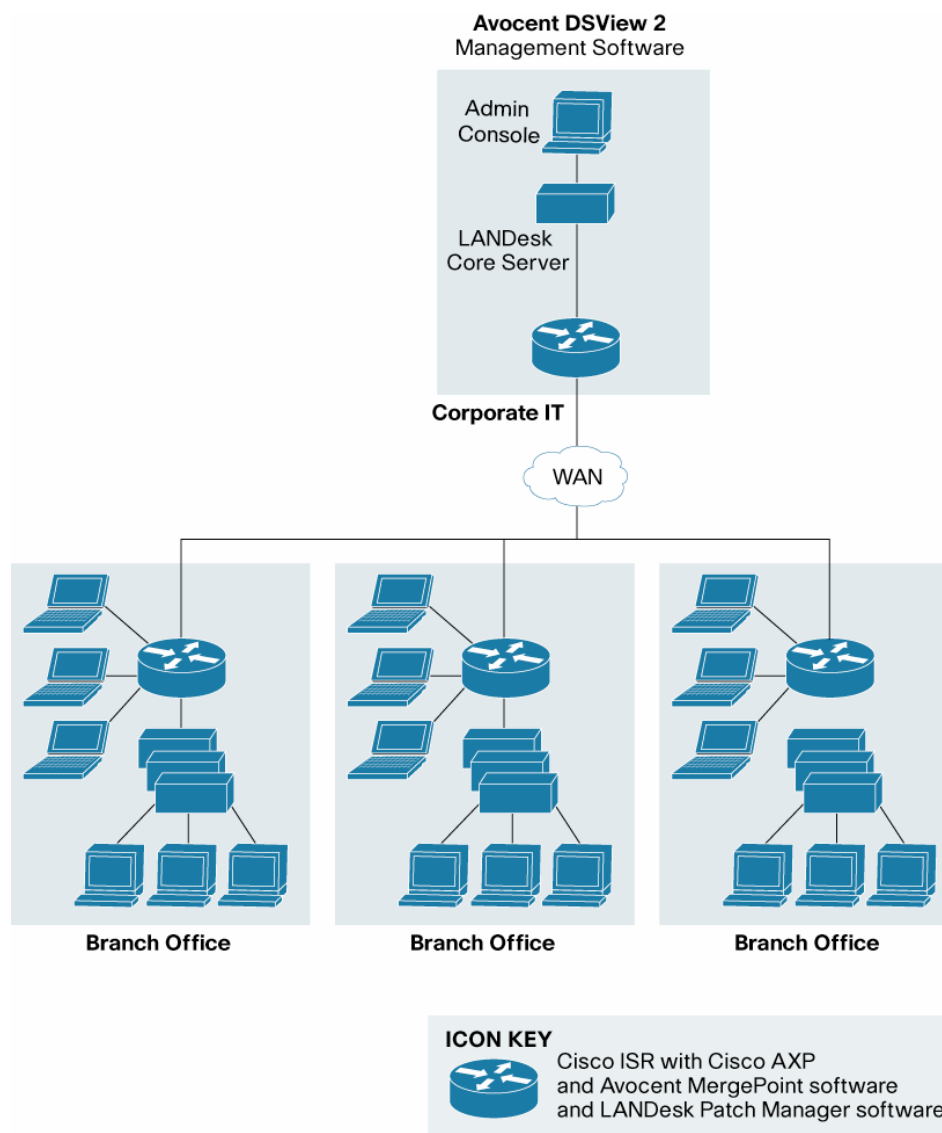 Avocent DSView 2
Management Software
Admin
Console
LANDesk
Core Server
Corporate IT
WAN
Branch Office
Branch Office
Branch Office
ICON KEY
Cisco ISR with Cisco AXP
and Avocent MergePoint software
and LANDesk Patch Manager software